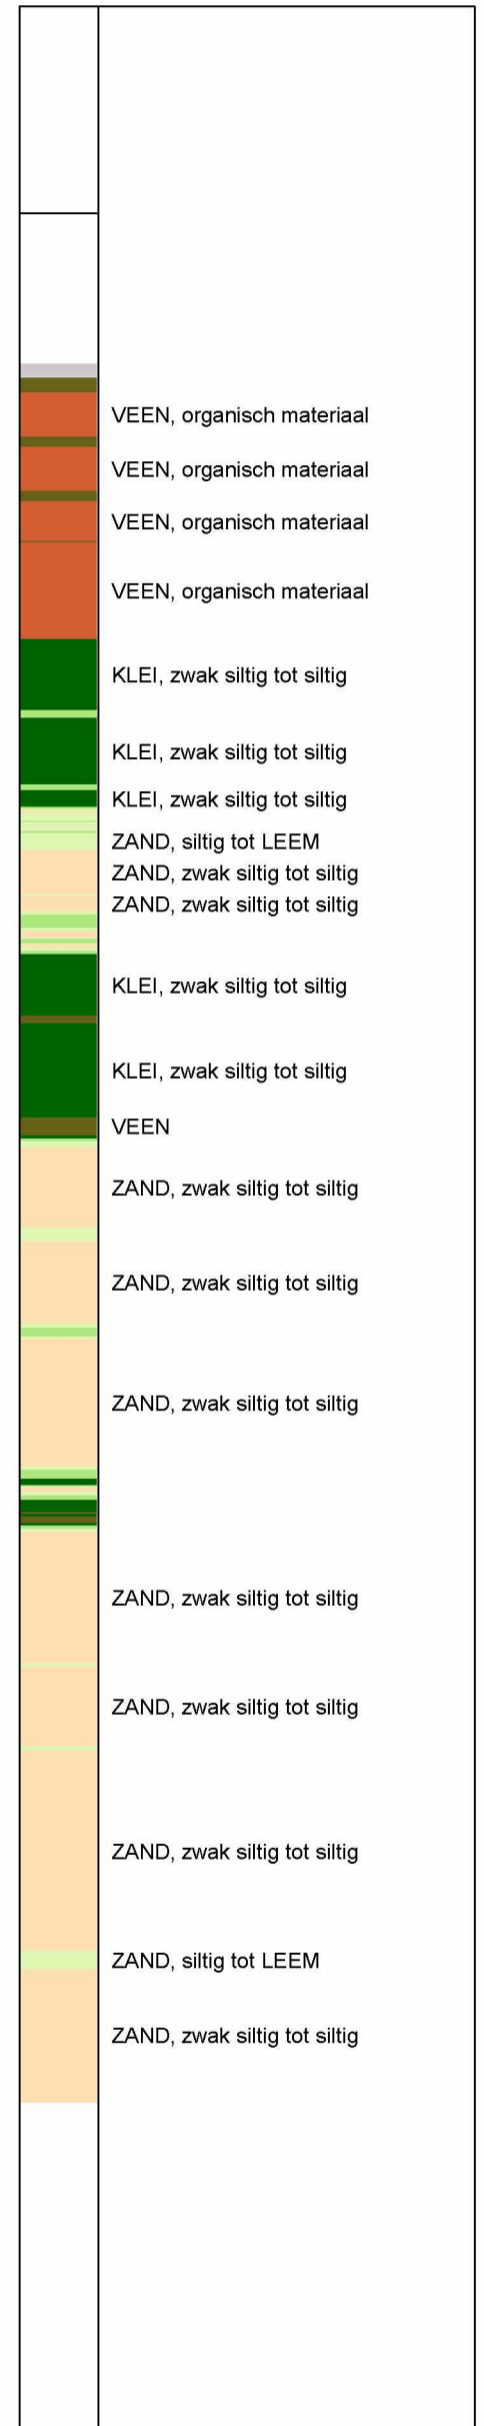 VEEN, organisch materiaal
VEEN, organisch materiaal
VEEN, organisch materiaal
VEEN, organisch materiaal
KLEI, zwak siltig tot siltig
KLEI, zwak siltig tot siltig
KLEI, zwak siltig tot siltig
ZAND, siltig tot LEEM
ZAND, zwak siltig tot siltig
ZAND, zwak siltig tot siltig
KLEI, zwak siltig tot siltig
KLEI, zwak siltig tot siltig
VEEN
ZAND, zwak siltig tot siltig
ZAND, zwak siltig tot siltig
ZAND, zwak siltig tot siltig
ZAND, zwak siltig tot siltig
ZAND, zwak siltig tot siltig
ZAND, zwak siltig tot siltig
ZAND, siltig tot LEEM
ZAND, zwak siltig tot siltig